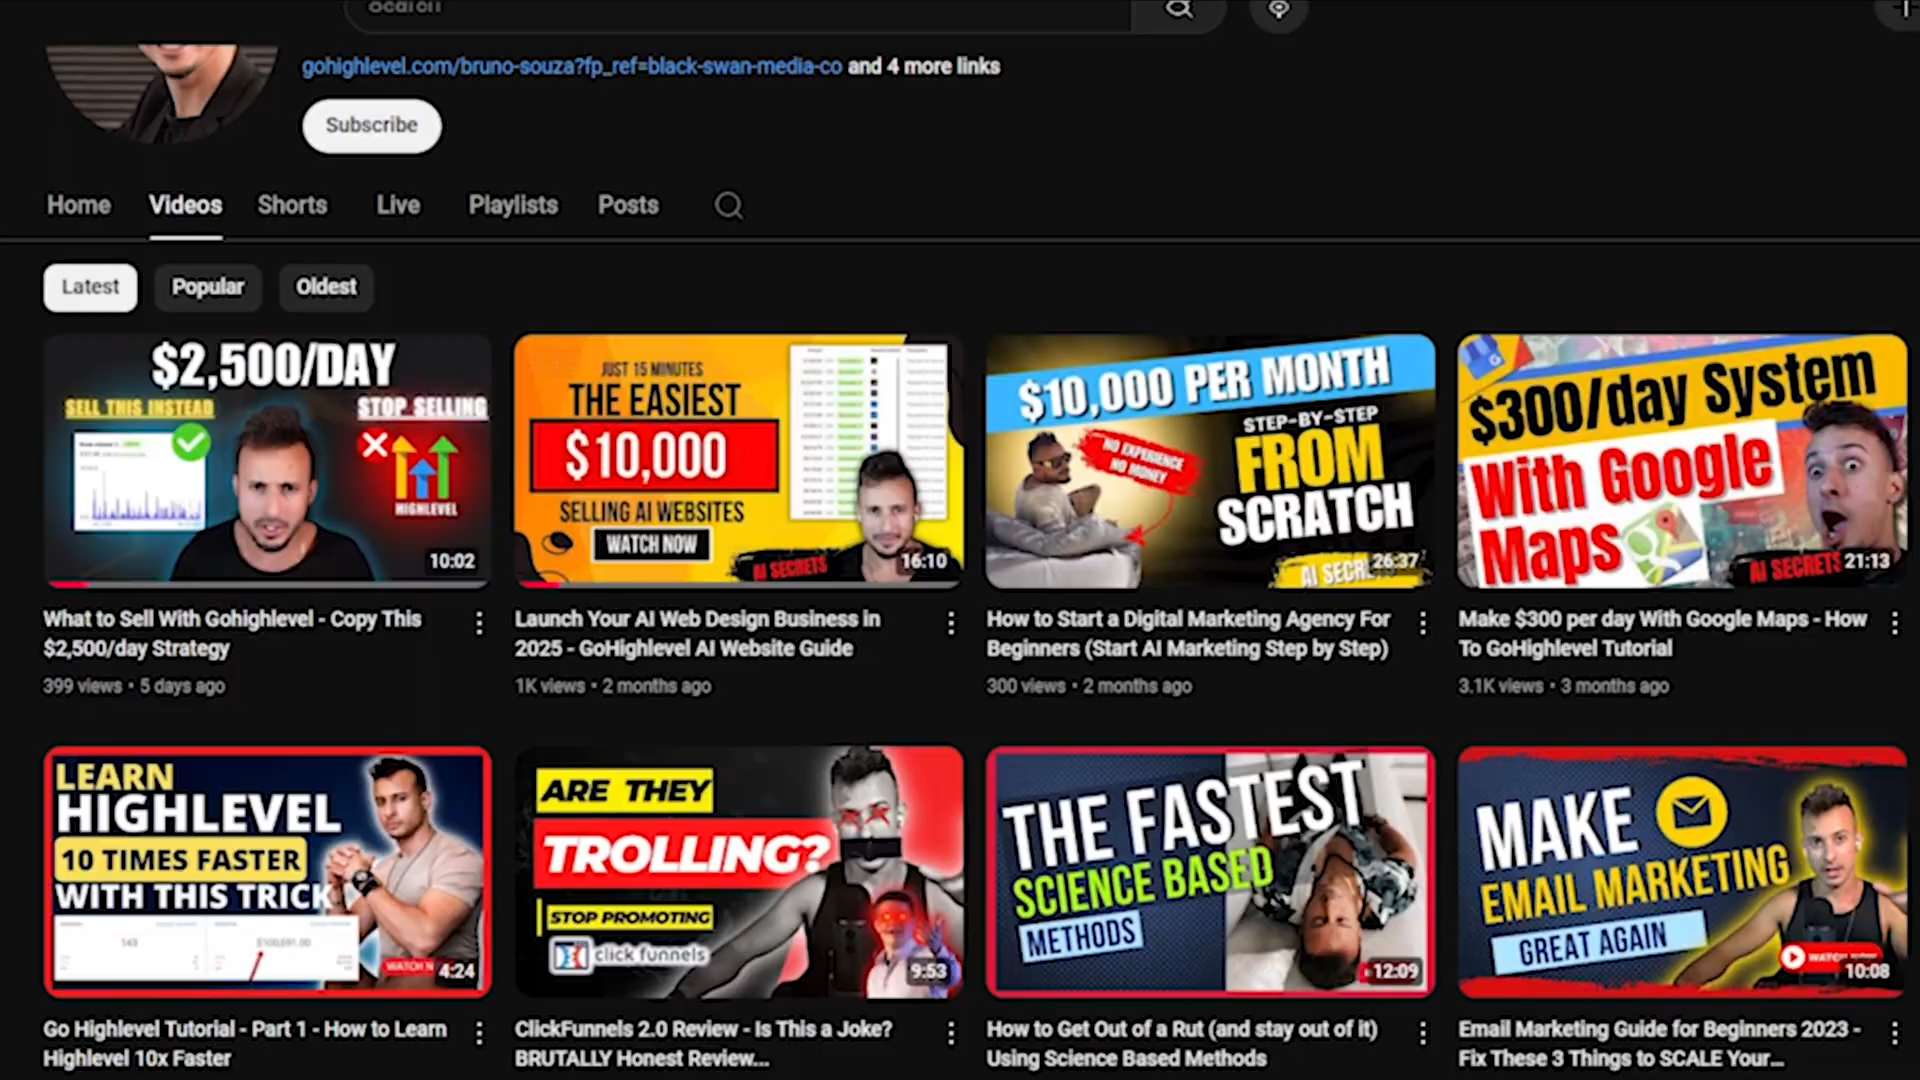 gohighlevel.com/bruno-souza?fp_ref=black-swan-media-co and 4 more links
Subscribe
Home Videos Shorts Live Playlists Posts
Latest Popular Oldest
$2,500/DAY
SELL THIS INSTEAD
STOP SELLING
HIGHLEVEL
10:02
JUST 15 MINUTES
THE EASIEST
$10,000
SELLING AI WEBSITES
WATCH NOW
AI SECRETS
16:10
$10,000 PER MONTH
STEP-BY-STEP
FROM
SCRATCH
NO EXPERIENCE
NO MONEY
AI
26:37
$300/day System
With Google
Maps
AI SECRETS
21:13
What to Sell With Gohighlevel - Copy This
$2,500/day Strategy
399 views • 5 days ago
Launch Your AI Web Design Business in
2025 - GoHighlevel AI Website Guide
1K views • 2 months ago
How to Start a Digital Marketing Agency For
Beginners (Start AI Marketing Step by Step)
300 views • 2 months ago
Make $300 per day With Google Maps - How
To GoHighlevel Tutorial
3.1K views • 3 months ago
LEARN
HIGHLEVEL
10 TIMES FASTER
WITH THIS TRICK
143
WATCH N
4:24
ARE THEY
TROLLING?
STOP PROMOTING
click funnels
9:53
THE FASTEST
SCIENCE BASED
METHODS
12:09
MAKE
EMAIL MARKETING
GREAT AGAIN
10:08
Go Highlevel Tutorial - Part 1 - How to Learn
Highlevel 10x Faster
ClickFunnels 2.0 Review - Is This a Joke?
BRUTALLY Honest Review...
How to Get Out of a Rut (and stay out of it)
Using Science Based Methods
Email Marketing Guide for Beginners 2023 -
Fix These 3 Things to SCALE Your...